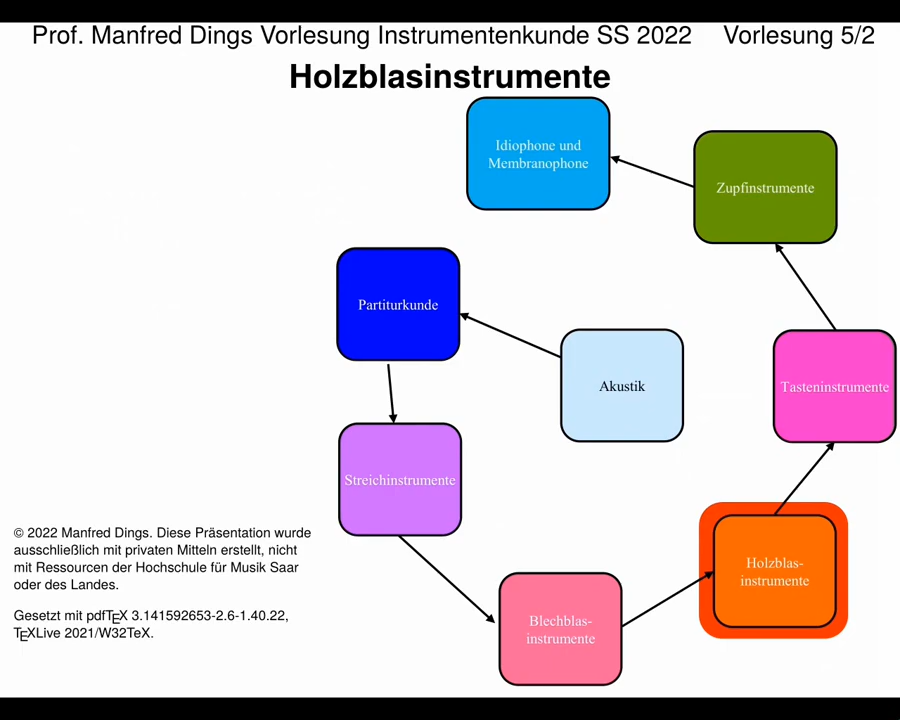 Prof. Manfred Dings Vorlesung Instrumentenkunde SS 2022 Vorlesung 5/2
Holzblasinstrumente
Idiophone und
Membranophone
Zupfinstrumente
Partiturkunde
Akustik
Tasteninstrumente
Streichinstrumente
Holzblas-
instrumente
Blechblas-
instrumente
© 2022 Manfred Dings. Diese Präsentation wurde
ausschließlich mit privaten Mitteln erstellt, nicht
mit Ressourcen der Hochschule für Musik Saar
oder des Landes.
Gesetzt mit pdfTEX 3.141592653-2.6-1.40.22,
TEXLive 2021/W32TeX.